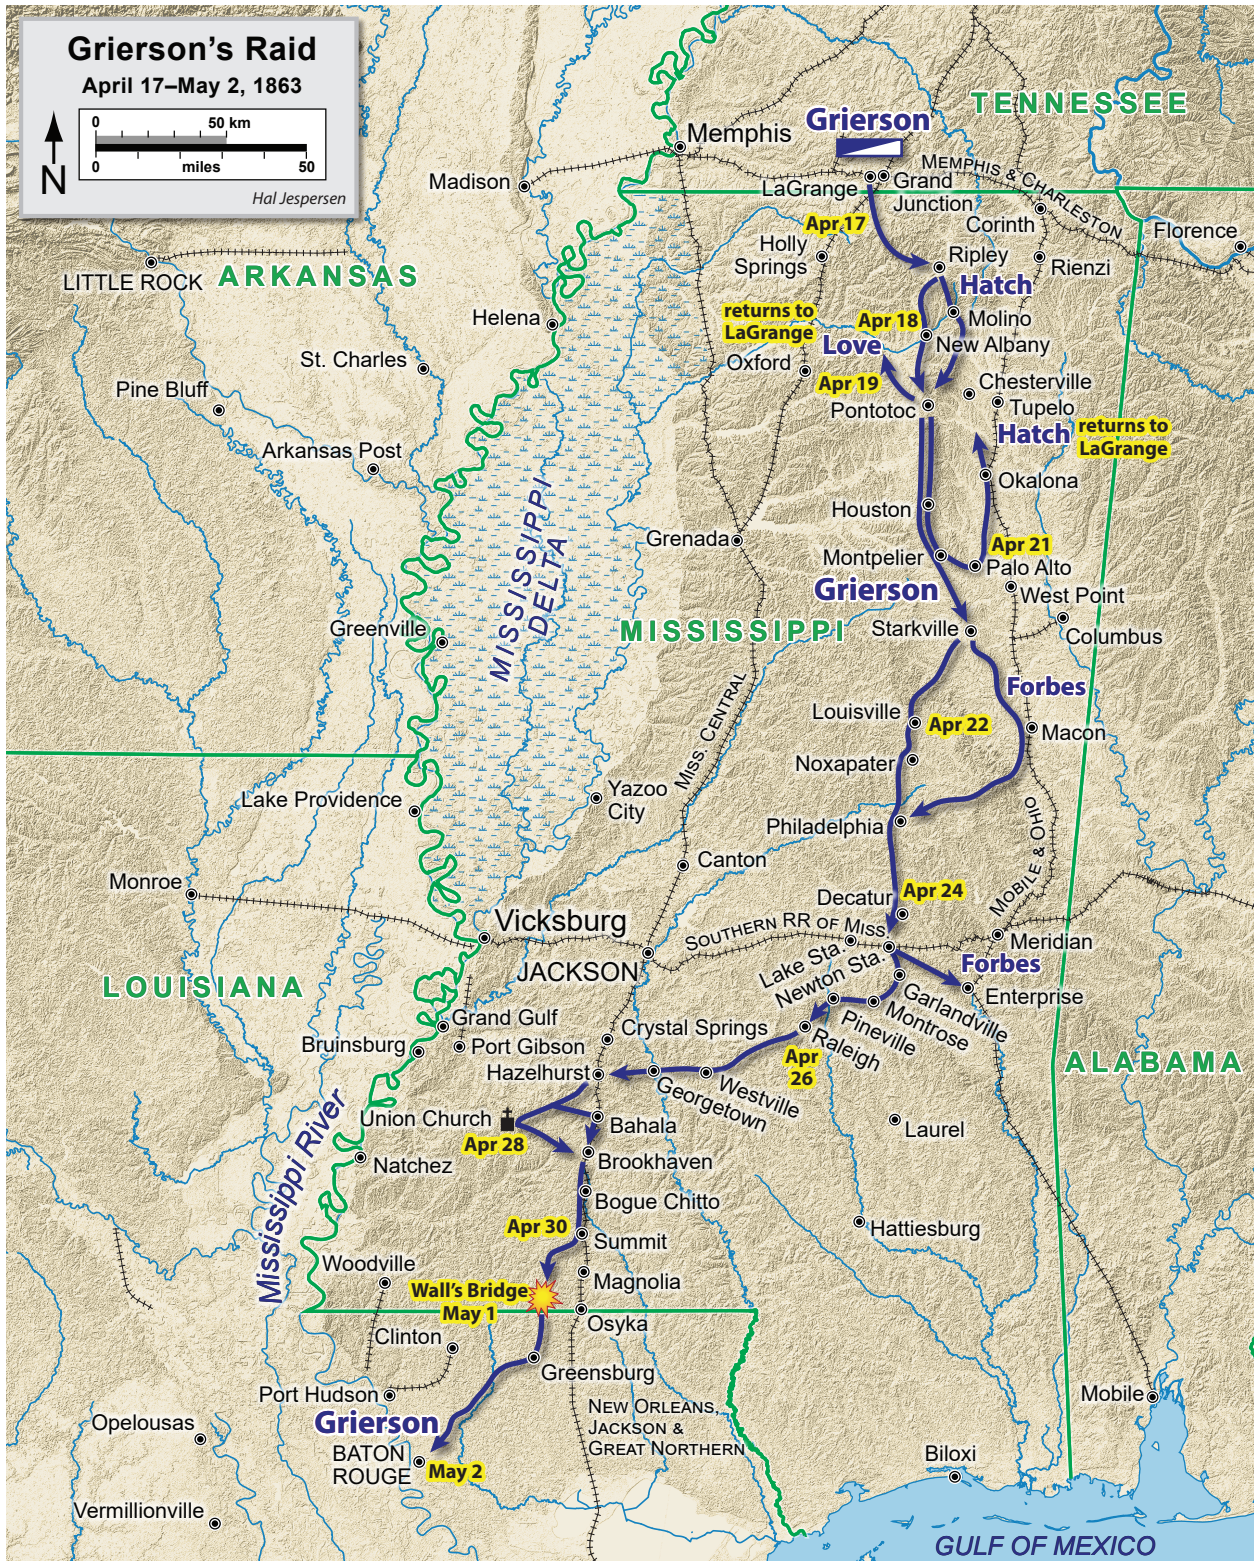 Grierson's Raid
April 17–May 2, 1863
0
50 km
0
miles
50
N
Hal Jespersen
TENNESSEE
Grierson
Memphis
MEMPHIS & CHARLESTON
Madison
LaGrange
Grand
Junction
Corinth
Apr 17
Florence
Holly
Springs
Ripley
Rienzi
LITTLE ROCK
ARKANSAS
Hatch
returns to
LaGrange
Apr 18
Molino
Helena
Love
New Albany
St. Charles
Oxford
Apr 19
Chesterville
Pine Bluff
Pontotoc
Tupelo
Hatch
returns to
LaGrange
Arkansas Post
Okalona
MISSISSIPPI
DELTA
Houston
Grenada
Apr 21
Montpelier
Palo Alto
Grierson
West Point
Greenville
MISSISSIPPI
Starkville
Columbus
Forbes
MISS. CENTRAL
Louisville
Apr 22
Macon
Noxapater
Lake Providence
Yazoo
City
Philadelphia
MOBILE & OHIO
Canton
Monroe
Decatur
Apr 24
Vicksburg
SOUTHERN RR OF MISS.
Meridian
JACKSON
Lake Sta.
Newton Sta.
Forbes
LOUISIANA
Enterprise
Garlandville
Montrose
Pineville
Raleigh
Grand Gulf
Crystal Springs
Bruinsburg
Port Gibson
Apr
26
ALABAMA
Hazelhurst
Georgetown
Westville
Union Church
Bahala
Laurel
Apr 28
Natchez
Brookhaven
Mississippi River
Bogue Chitto
Apr 30
Summit
Hattiesburg
Woodville
Magnolia
Wall's Bridge
May 1
Osyka
Clinton
Greensburg
Port Hudson
Mobile
Grierson
NEW ORLEANS,
JACKSON &
GREAT NORTHERN
Opelousas
BATON
ROUGE
May 2
Biloxi
Vermillionville
GULF OF MEXICO